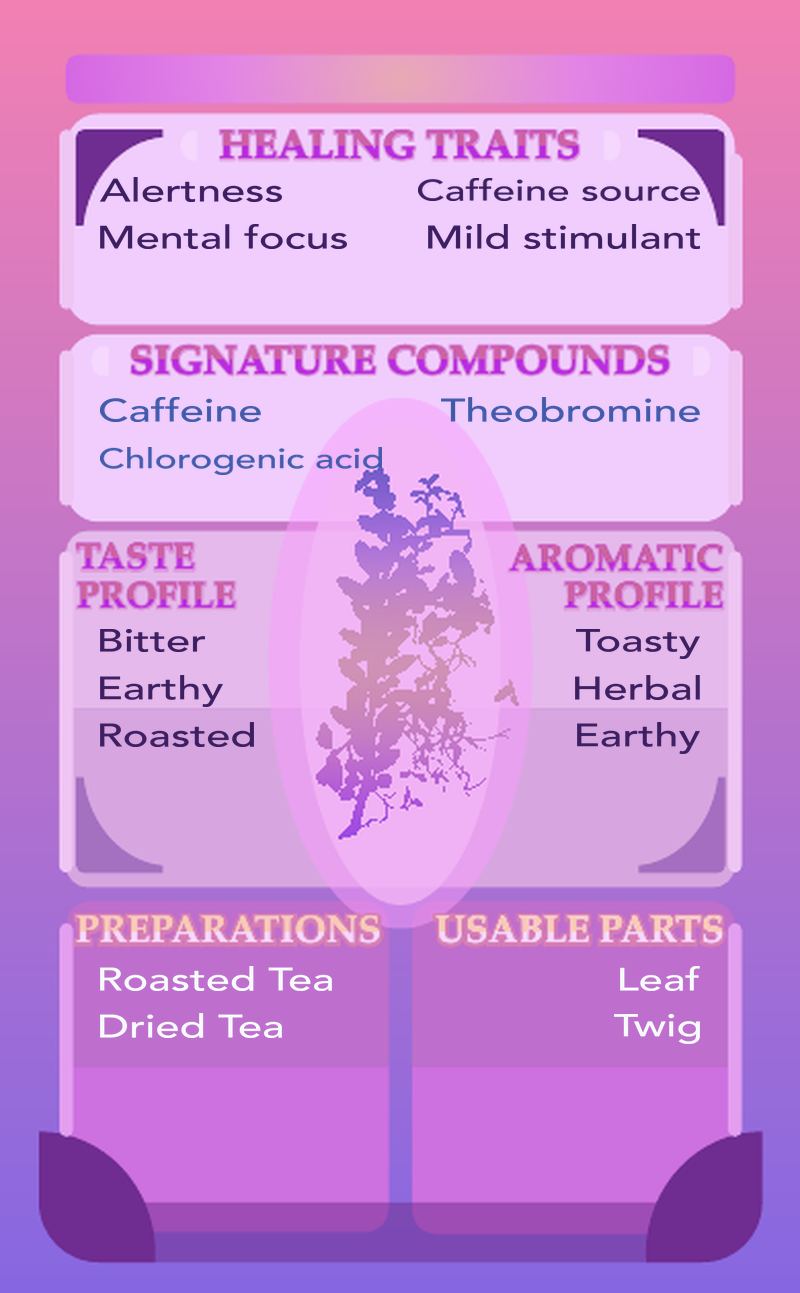 HEALING TRAITS
Alertness
Caffeine source
Mental focus
Mild stimulant
SIGNATURE COMPOUNDS
Caffeine
Theobromine
Chlorogenic acid
TASTE
PROFILE
Bitter
Earthy
Roasted
AROMATIC
PROFILE
Toasty
Herbal
Earthy
PREPARATIONS
Roasted Tea
Dried Tea
USABLE PARTS
Leaf
Twig